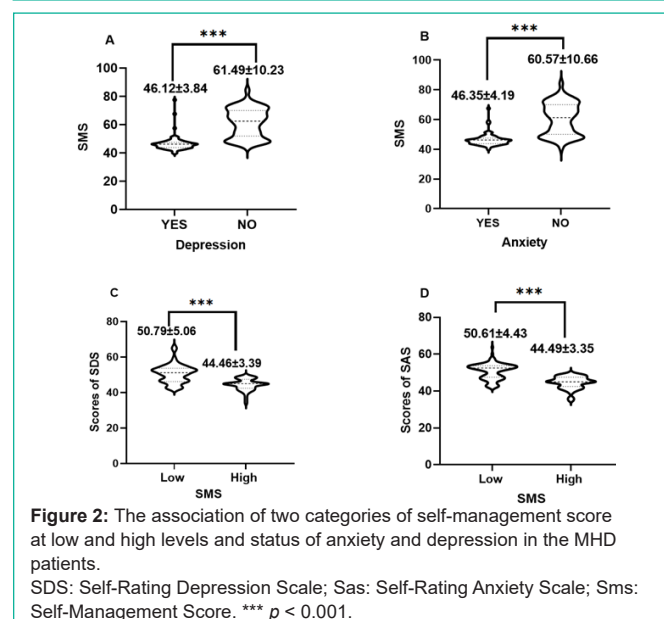 A
***
46.12±3.84
61.49±10.23
100
80
60
40
20
0
SMS
YES
NO
Depression
B
***
46.35±4.19
60.57±10.66
100
80
60
40
20
0
SMS
YES
NO
Anxiety
C
***
50.79±5.06
44.46±3.39
80
60
40
20
0
Scores of SDS
Low
High
SMS
D
***
50.61±4.43
44.49±3.35
80
60
40
20
0
Scores of SAS
Low
High
SMS
Figure 2: The association of two categories of self-management score
at low and high levels and status of anxiety and depression in the MHD
patients.
SDS: Self-Rating Depression Scale; Sas: Self-Rating Anxiety Scale; Sms:
Self-Management Score. *** p < 0.001.